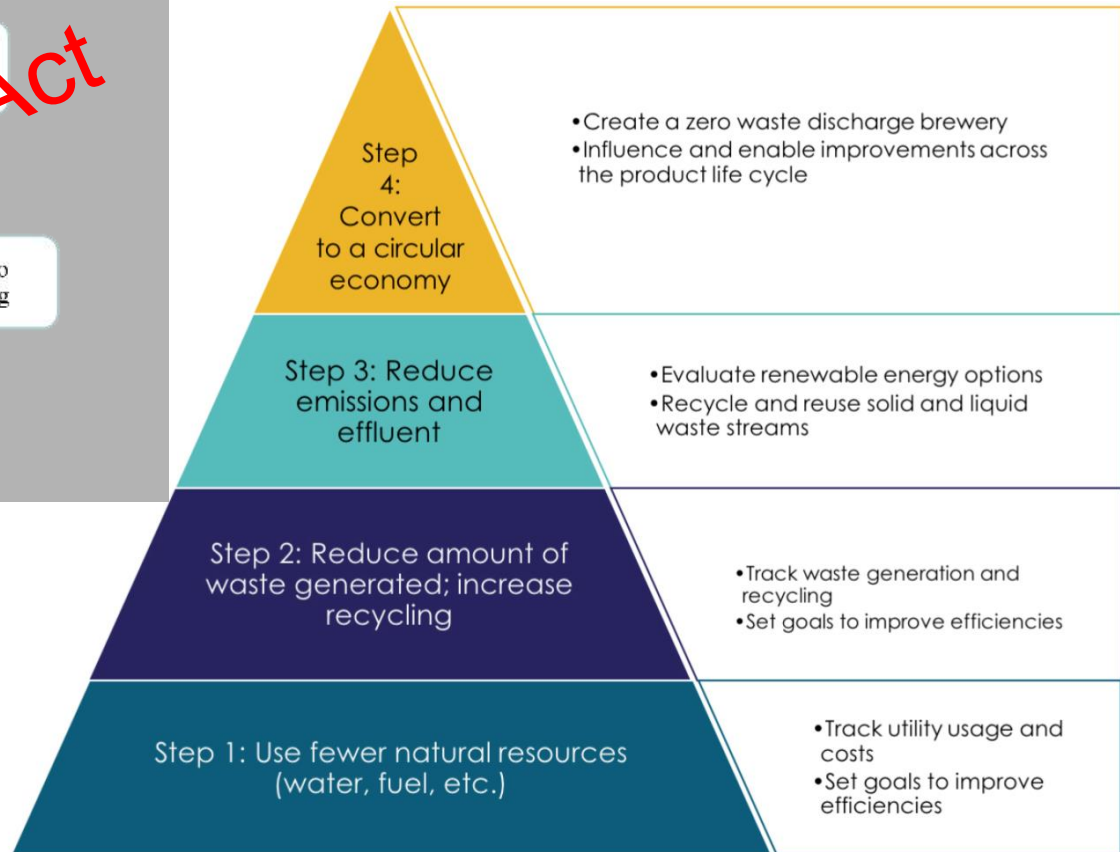 Act
g
Step
4:
Convert
to a circular
economy
•Create a zero waste discharge brewery
•Influence and enable improvements across
the product life cycle
Step 3: Reduce
emissions and
effluent
•Evaluate renewable energy options
•Recycle and reuse solid and liquid
waste streams
Step 2: Reduce amount of
waste generated; increase
recycling
•Track waste generation and
recycling
•Set goals to improve efficiencies
Step 1: Use fewer natural resources
(water, fuel, etc.)
•Track utility usage and
costs
•Set goals to improve
efficiencies